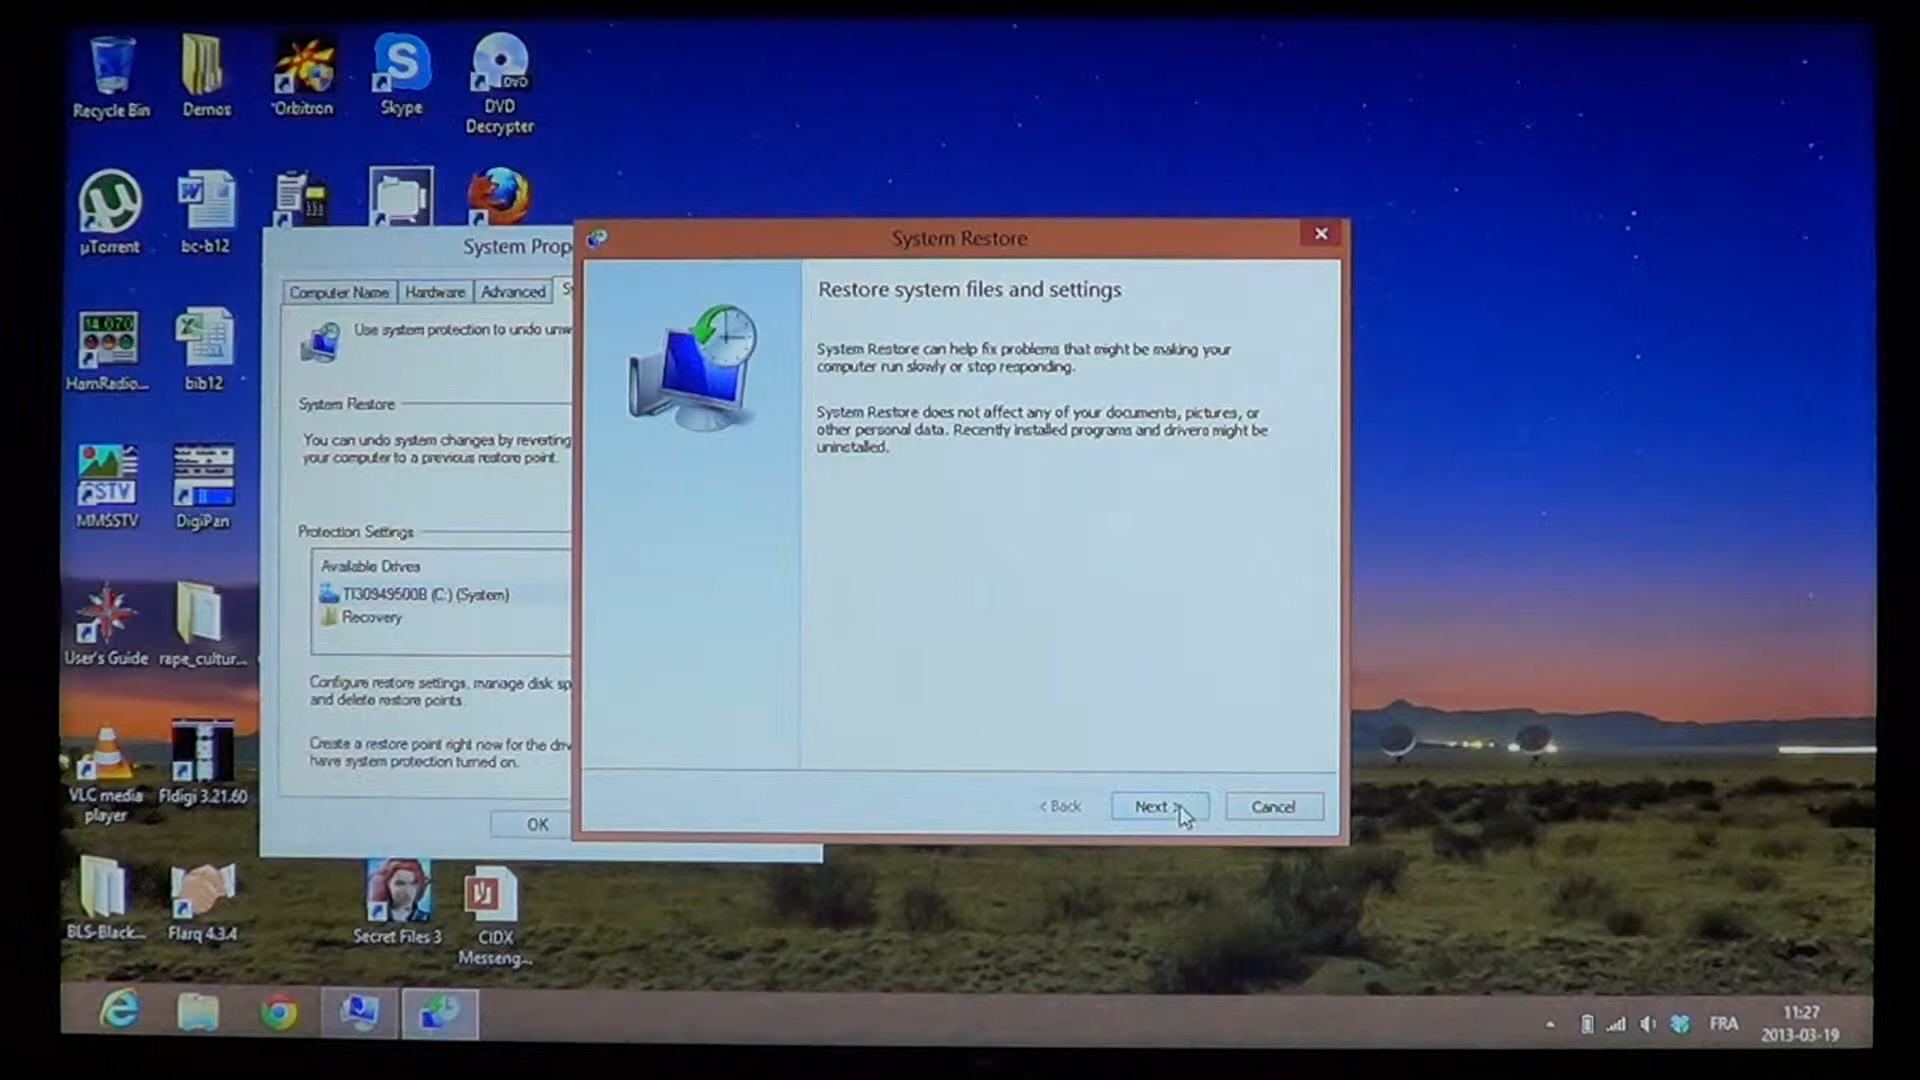 Recycle Bin
Demos
Orbitron
Skype
DVD
DVD
Decrypter
µTorrent
bc-b12
System Prop
System Restore
Computer Name
Hardware
Advanced
Sy
Use system protection to undo unw
System Restore
You can undo system changes by reverting
your computer to a previous restore point.
Protection Settings
Available Drives
TI30949500B (C:) (System)
Recovery
Configure restore settings, manage disk sp
and delete restore points.
Create a restore point right now for the driv
have system protection turned on.
OK
Restore system files and settings
System Restore can help fix problems that might be making your
computer run slowly or stop responding.
System Restore does not affect any of your documents, pictures, or
other personal data. Recently installed programs and drivers might be
uninstalled.
< Back
Next >
Cancel
14.070
HamRadio...
bib12
SSTV
MMSSTV
DigiPan
User's Guide
rape_cultur...
VLC media
player
Fldigi 3.21.60
BLS-Black...
Flarq 4.3.4
Secret Files 3
CIDX
Messeng...
FRA
11:27
2013-03-19